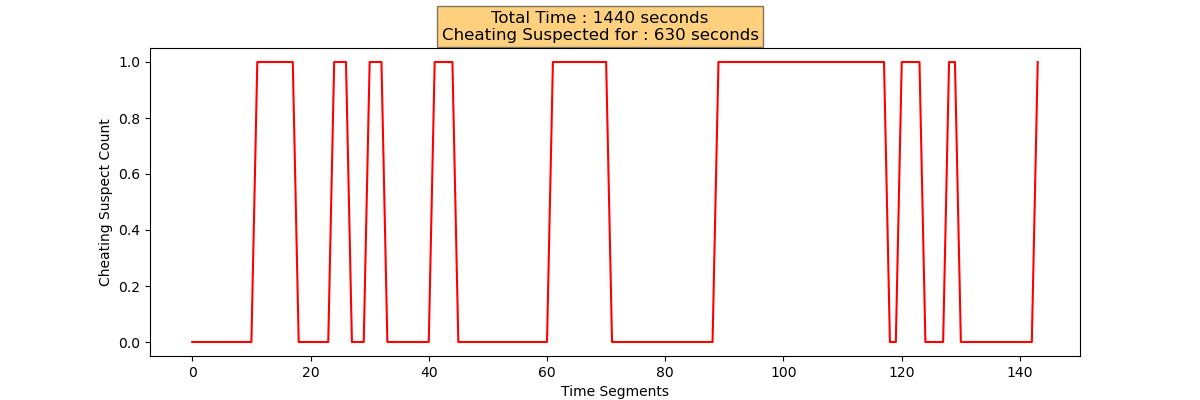 Total Time : 1440 seconds
Cheating Suspected for : 630 seconds
1.0
0.8
0.6
0.4
0.2
0.0
Cheating Suspect Count
0 20 40 60 80 100 120 140
Time Segments